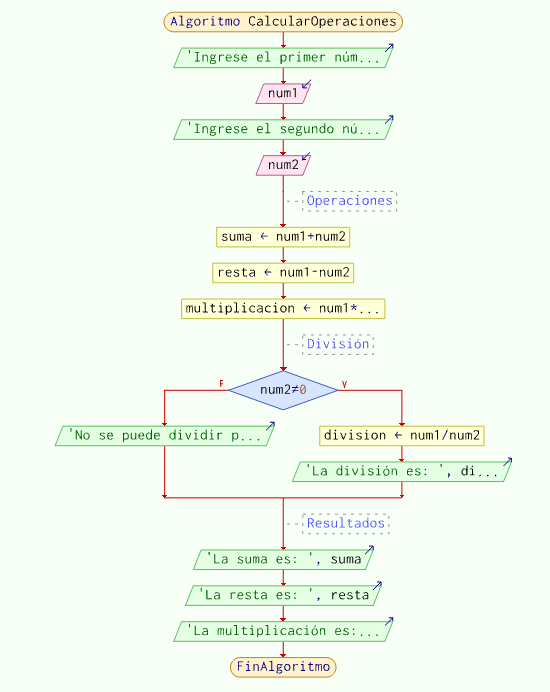 Algoritmo CalcularOperaciones
'Ingrese el primer núm...
num1
'Ingrese el segundo nú...
num2
Operaciones
suma ← num1+num2
resta ← num1-num2
multiplicacion ← num1*...
División
num2≠0
F
V
'No se puede dividir p...
division ← num1/num2
'La división es: ', di...
Resultados
'La suma es: ', suma
'La resta es: ', resta
'La multiplicación es:...
FinAlgoritmo